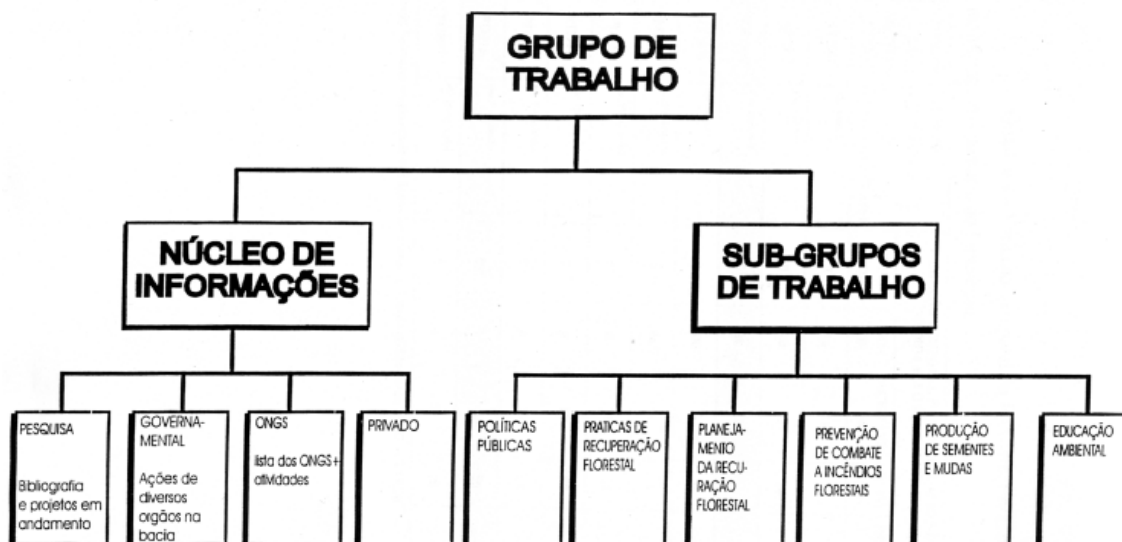 GRUPO DE
TRABALHO
NÚCLEO DE
INFORMAÇÕES
SUB-GRUPOS
DE TRABALHO
PESQUISA
Bibliografia
e projetos em
andamento
GOVERNA-
MENTAL
Ações de
diversos
orgãos na
bacia
ONGS
lista dos ONGS+
atividades
PRIVADO
POLÍTICAS
PÚBLICAS
PRATICAS DE
RECUPERAÇÃO
FLORESTAL
PLANEJA-
MENTO
DA RECU-
RAÇÃO
FLORESTAL
PREVENÇÃO
DE COMBATE
A INCÊNDIOS
FLORESTAIS
PRODUÇÃO
DE SEMENTES
E MUDAS
EDUCAÇÃO
AMBIENTAL